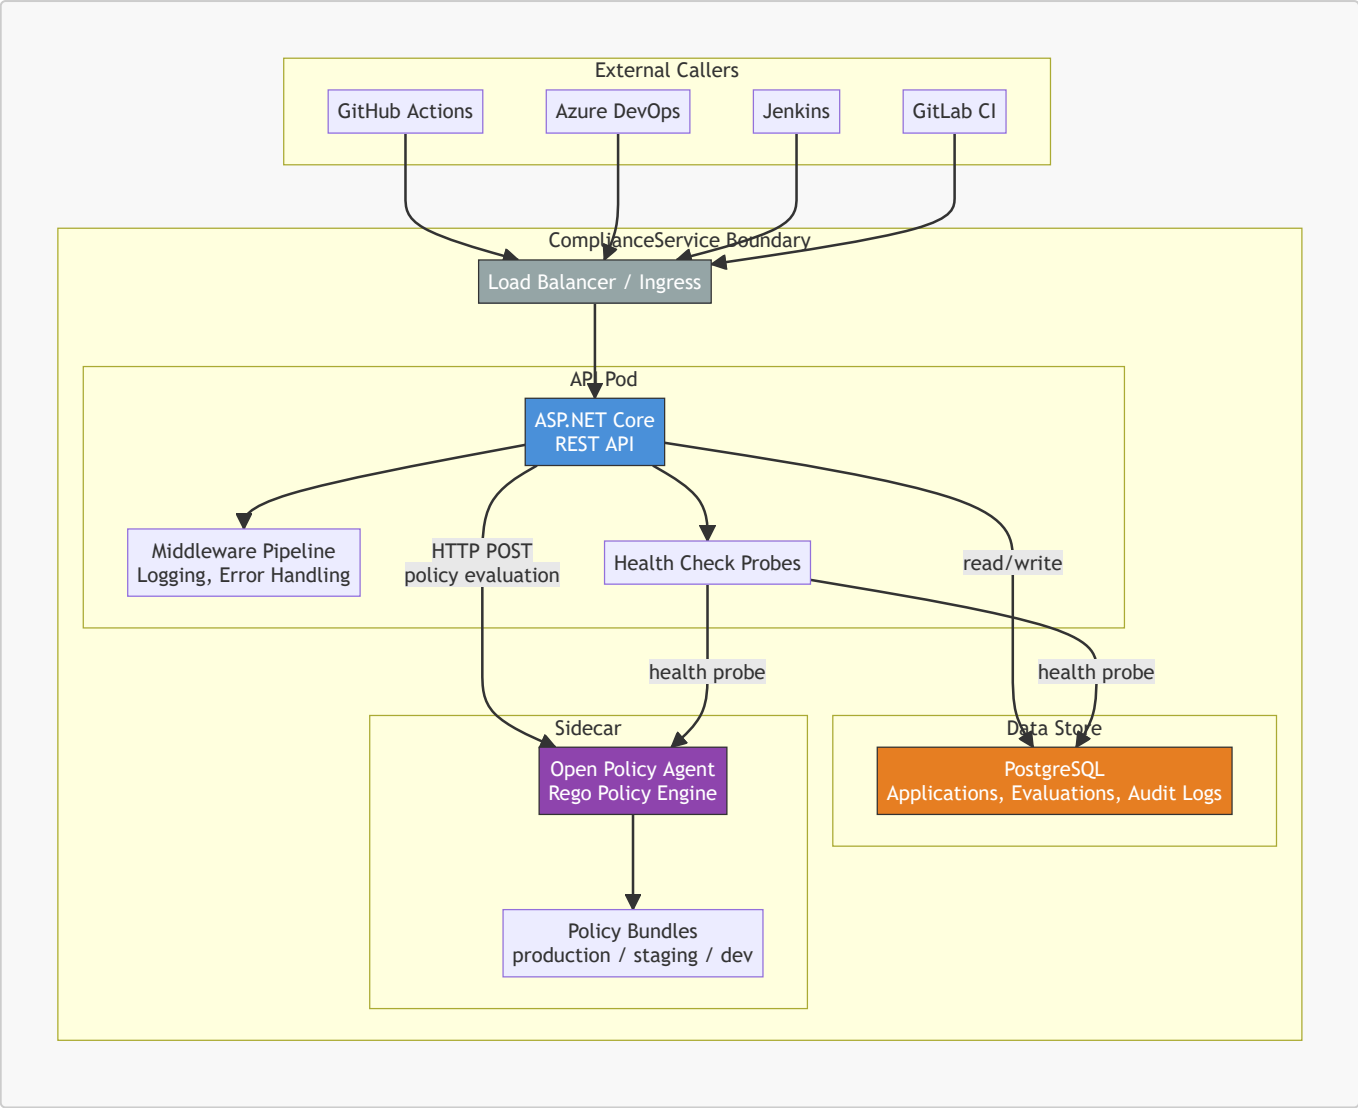 External Callers
GitHub Actions
Azure DevOps
Jenkins
GitLab CI
ComplianceService Boundary
Load Balancer / Ingress
API Pod
ASP.NET Core
REST API
Middleware Pipeline
Logging, Error Handling
HTTP POST
policy evaluation
Health Check Probes
read/write
health probe
health probe
Sidecar
Data Store
Open Policy Agent
Rego Policy Engine
PostgreSQL
Applications, Evaluations, Audit Logs
Policy Bundles
production / staging / dev